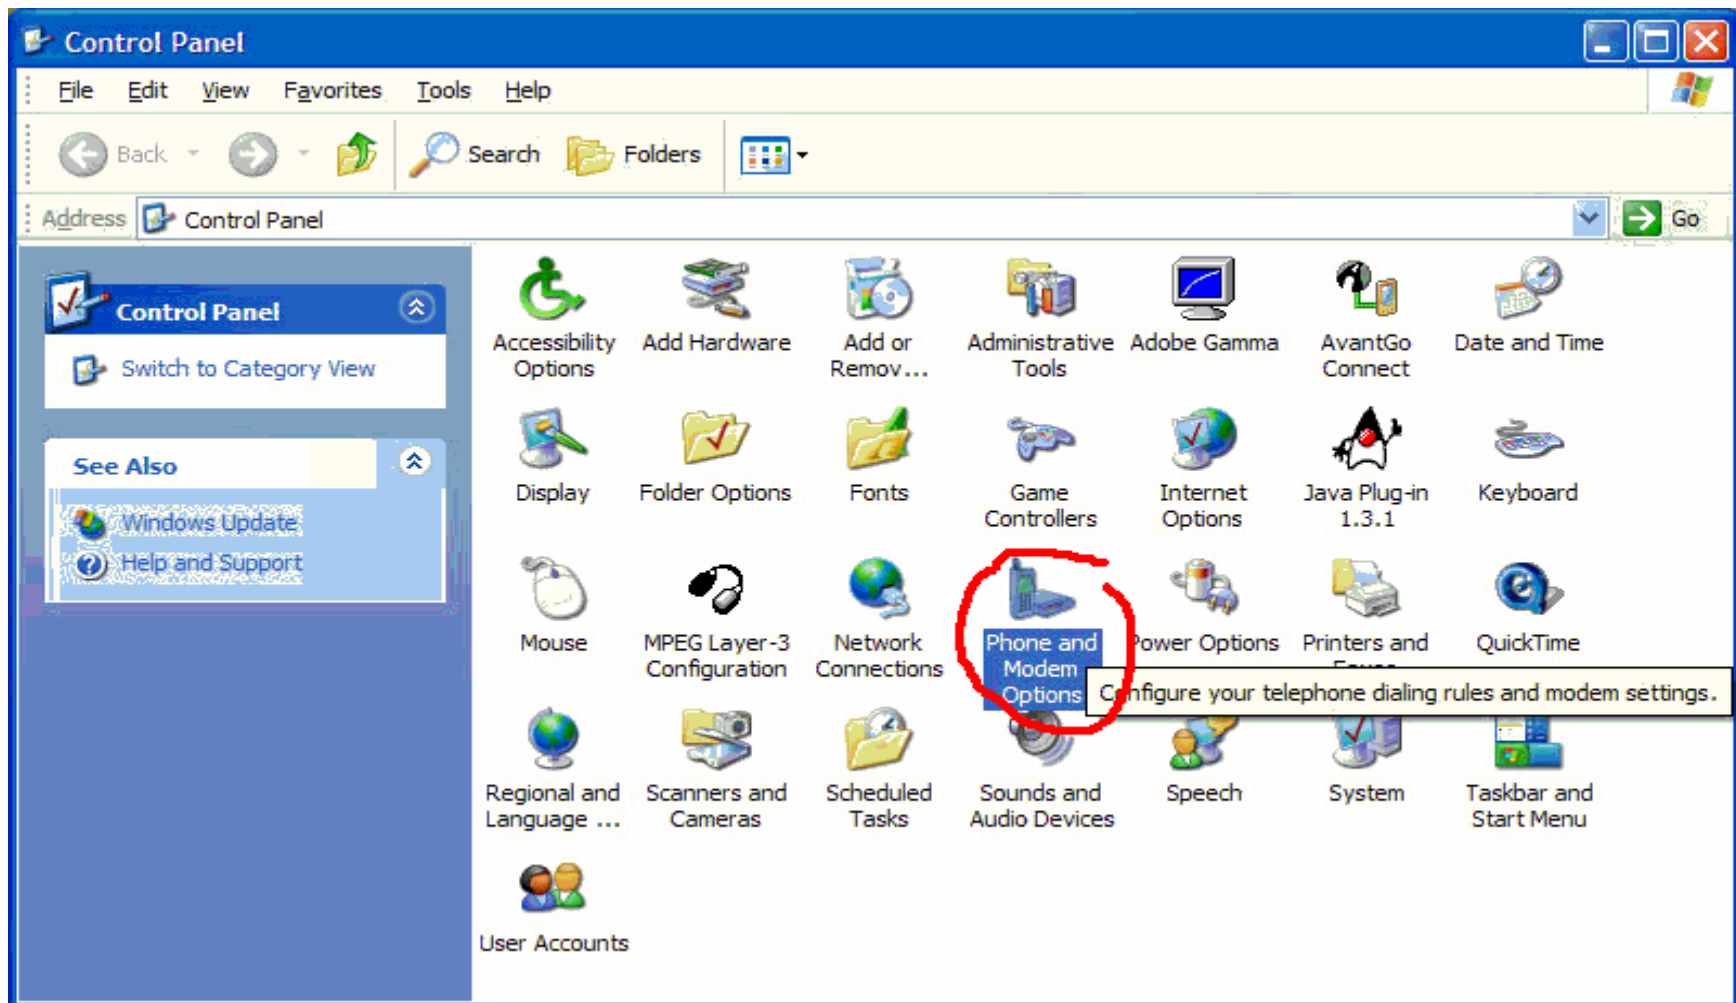 Control Panel
File Edit View Favorites Tools Help
Back Search Folders
Address Control Panel Go
Control Panel
Switch to Category View
See Also
Windows Update
Help and Support
Accessibility Options
Add Hardware
Add or Remov...
Administrative Tools
Adobe Gamma
AvantGo Connect
Date and Time
Display
Folder Options
Fonts
Game Controllers
Internet Options
Java Plug-in 1.3.1
Keyboard
Mouse
MPEG Layer-3 Configuration
Network Connections
Phone and Modem Options
Power Options
Printers and
QuickTime
Configure your telephone dialing rules and modem settings.
Regional and Language ...
Scanners and Cameras
Scheduled Tasks
Sounds and Audio Devices
Speech
System
Taskbar and Start Menu
User Accounts